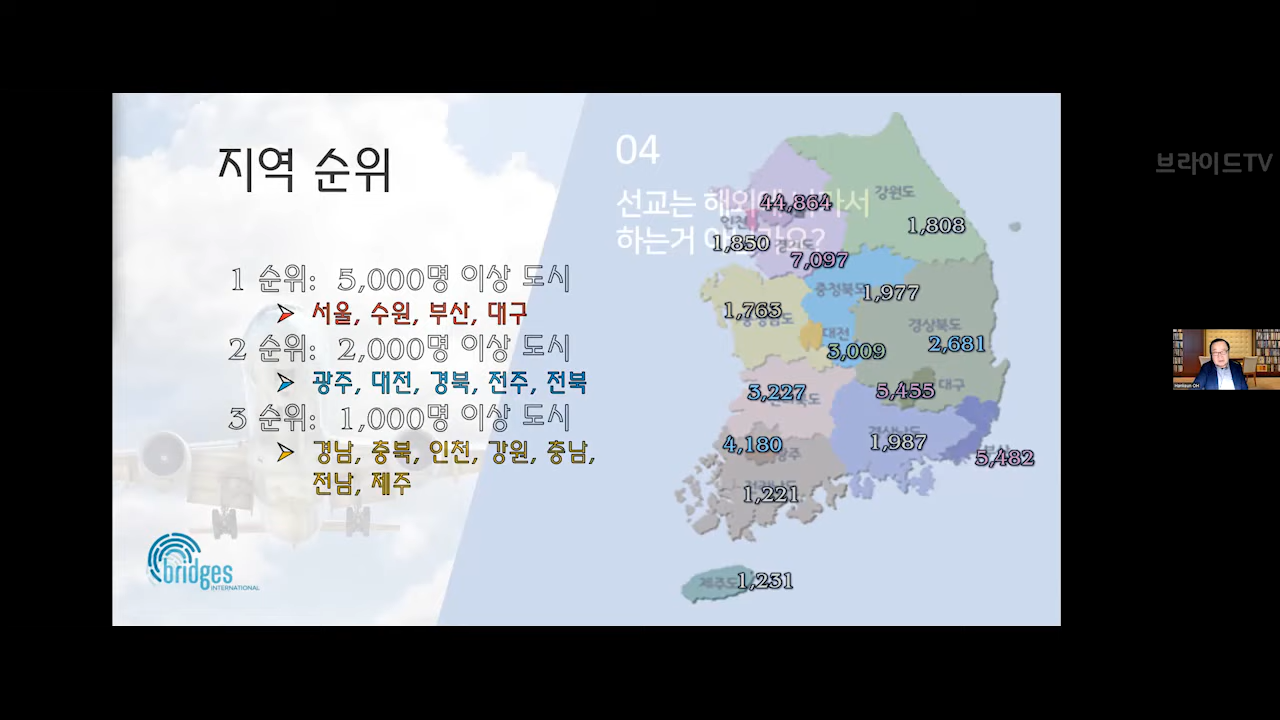 지역 순위
1 순위: 5,000명 이상 도시
서울, 수원, 부산, 대구
2 순위: 2,000명 이상 도시
광주, 대전, 경북, 전주, 전북
3 순위: 1,000명 이상 도시
경남, 충북, 인천, 강원, 충남,
전남, 제주
bridges
INTERNATIONAL
04
선교는
하는거
강원도
44,864
1,808
1,850
7,097
충청북도
1,977
1,763
경상북도
대전
3,009
2,681
3,227
5,455
대구
4,180
광주
1,987
5,482
1,221
제주도
1,231
브라이드TV